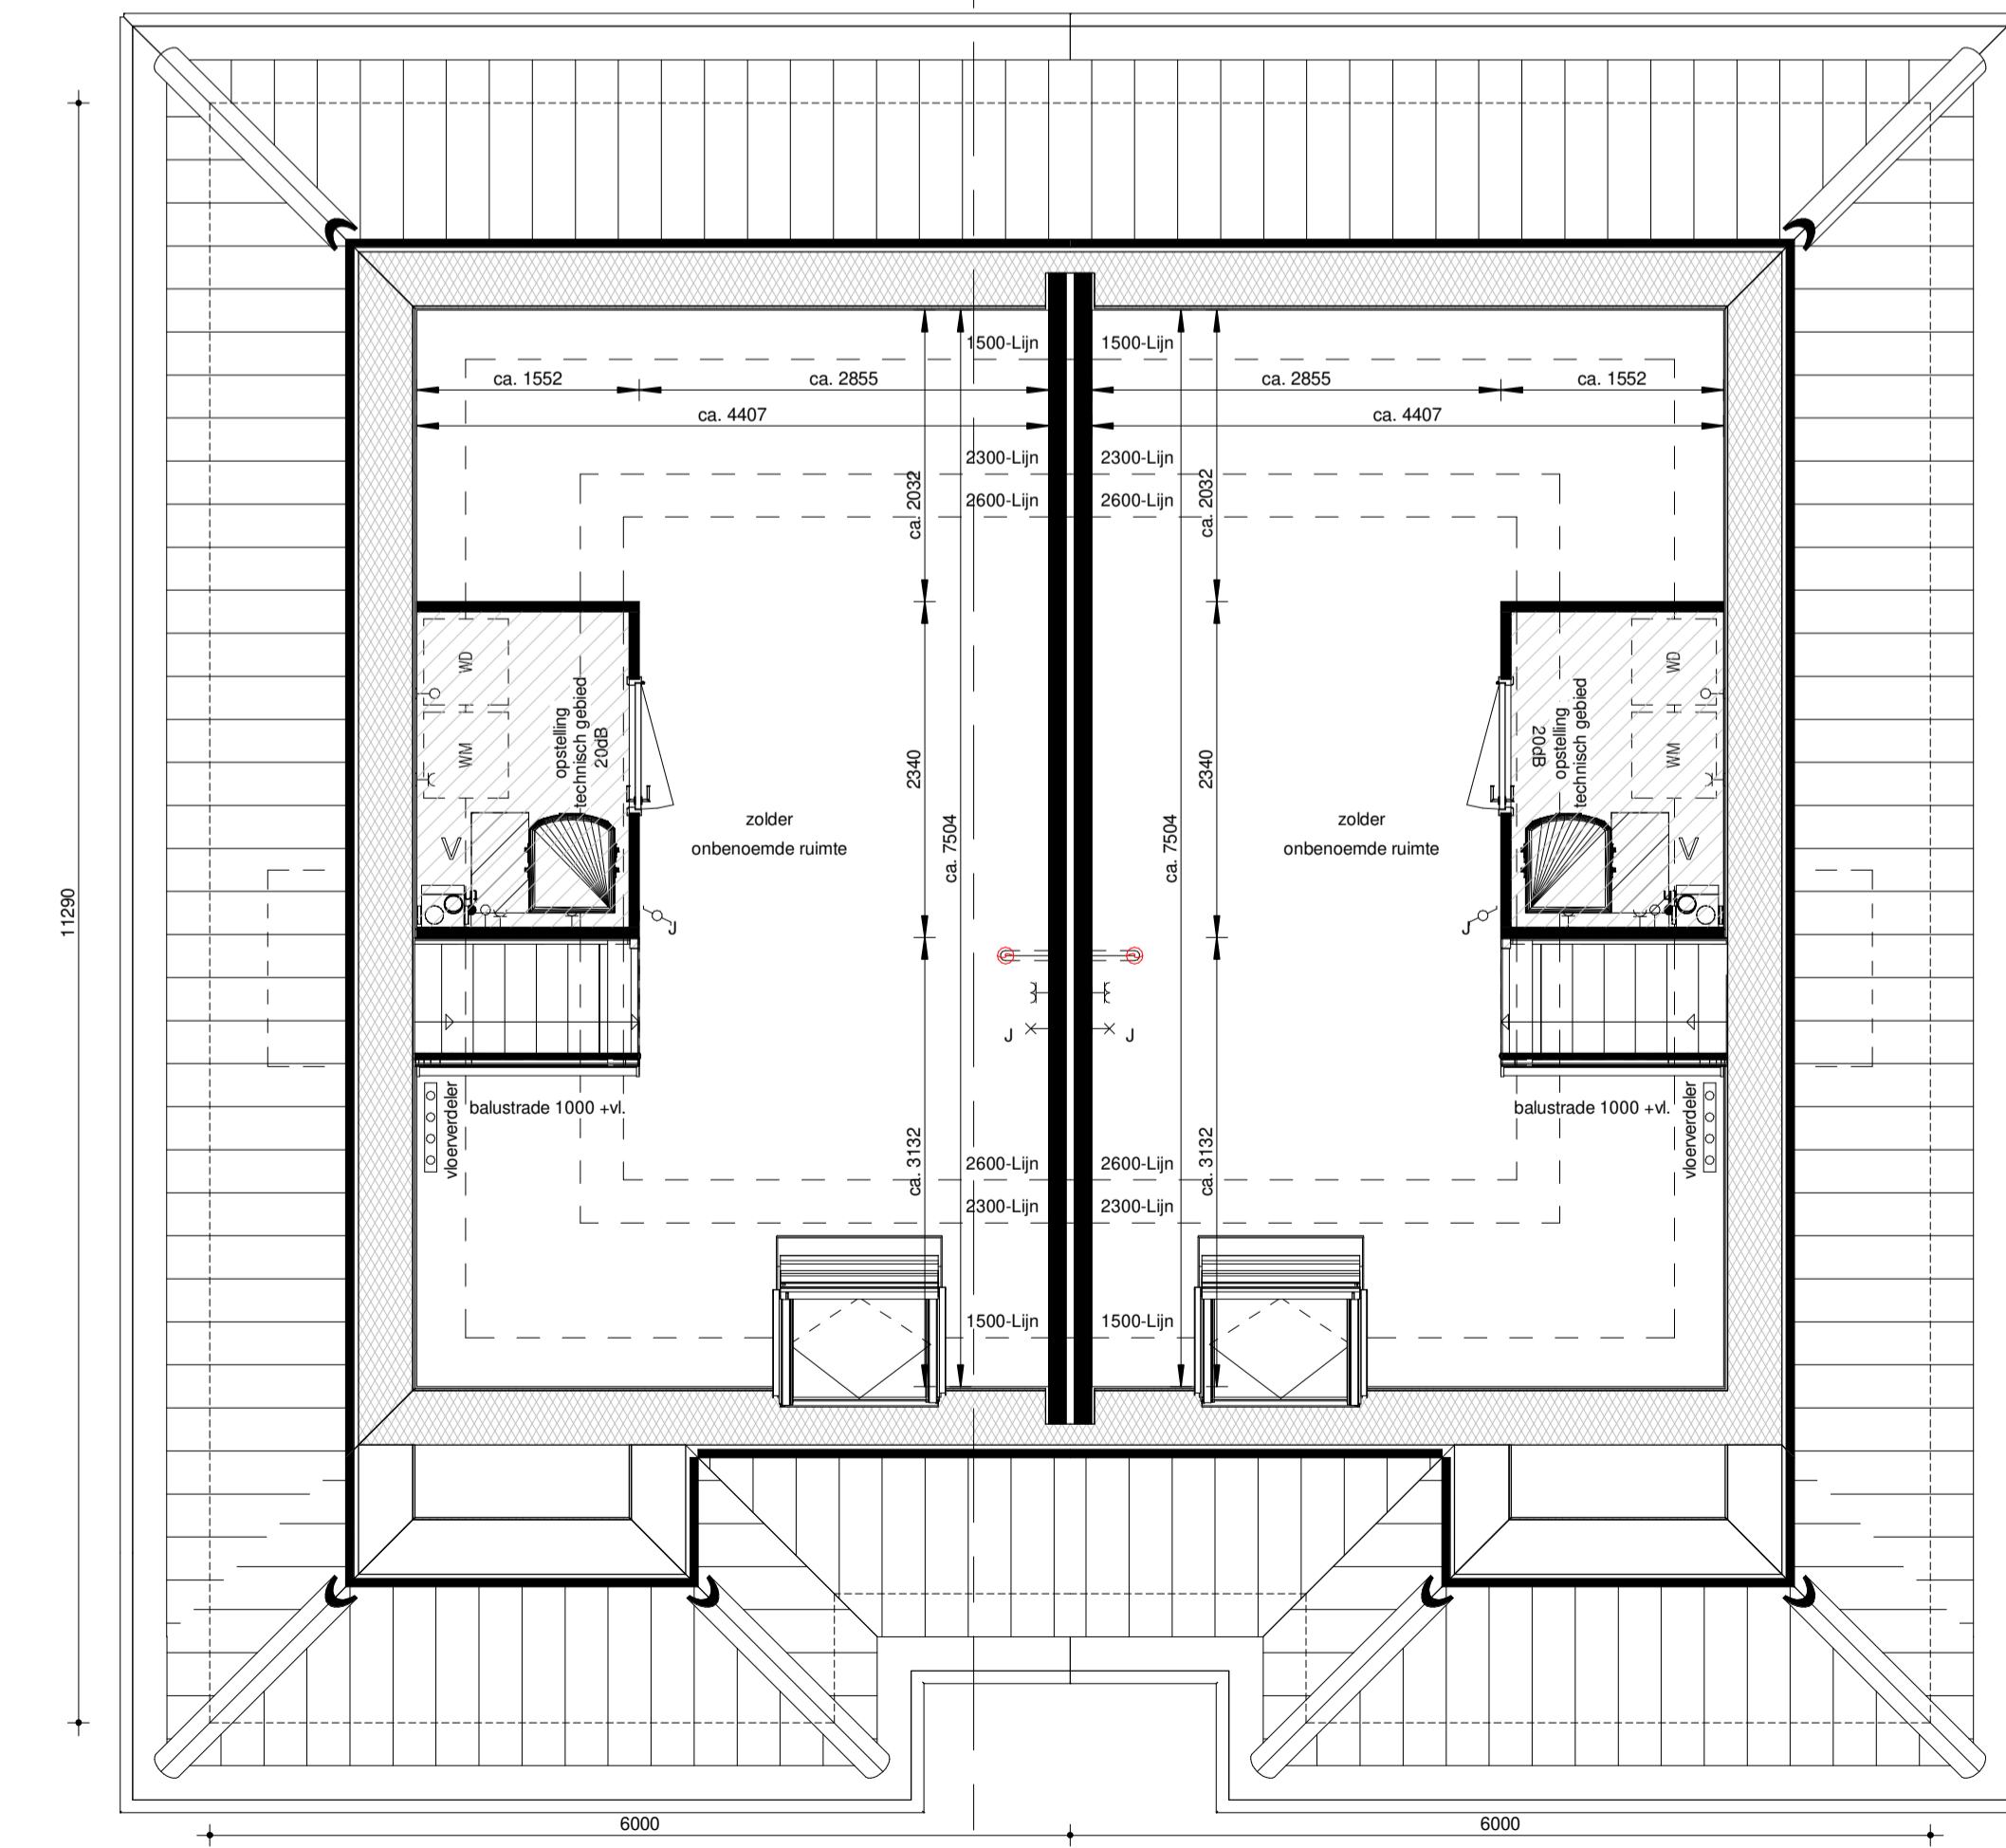 1500-Lijn 1500-Lijn
ca. 1552 ca. 2855 ca. 2855 ca. 1552
ca. 4407 ca. 4407
2300-Lijn 2300-Lijn
ca. 2032 ca. 2032
2600-Lijn 2600-Lijn
WD WD
opstelling
technisch gebied
20dB
20dB
opstelling
technisch gebied
WM WM
2340 2340
zolder zolder
onbenoemde ruimte onbenoemde ruimte
ca. 7504 ca. 7504
V V
11290
J J
J J
balustrade 1000 +vl. balustrade 1000 +vl.
vloerverdeler vloerverdeler
ca. 3132 ca. 3132
2600-Lijn 2600-Lijn
2300-Lijn 2300-Lijn
1500-Lijn 1500-Lijn
6000 6000